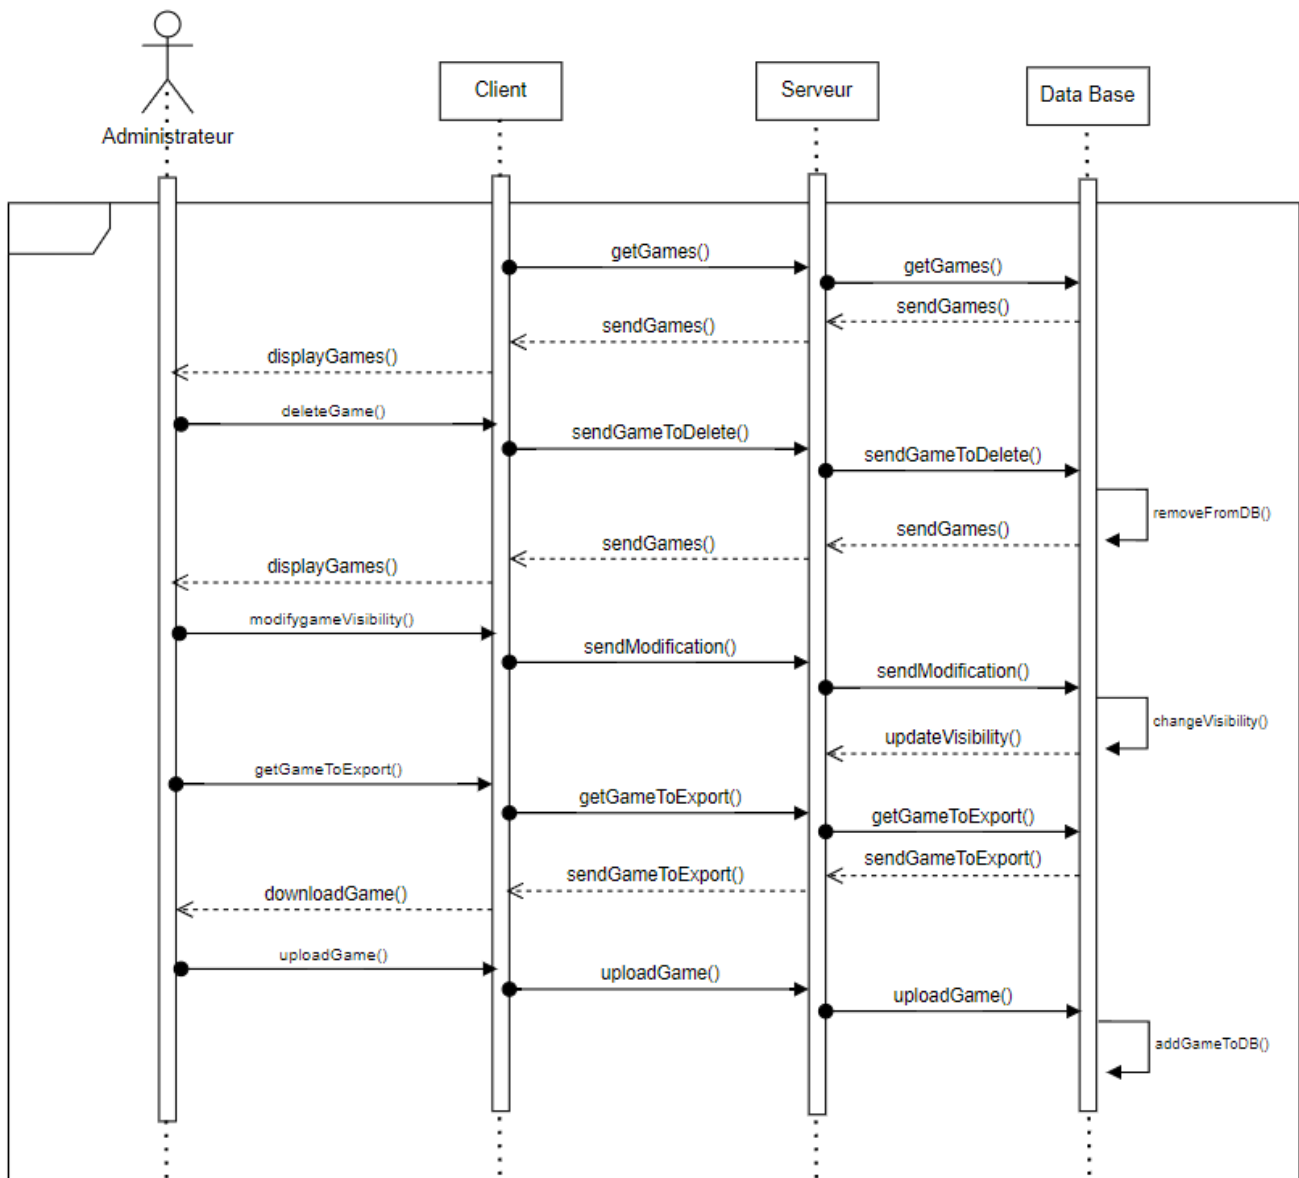 Administrateur
Client
Serveur
Data Base
getGames()
getGames()
sendGames()
sendGames()
displayGames()
deleteGame()
sendGameToDelete()
sendGameToDelete()
removeFromDB()
sendGames()
sendGames()
displayGames()
modifygameVisibility()
sendModification()
sendModification()
changeVisibility()
updateVisibility()
getGameToExport()
getGameToExport()
getGameToExport()
sendGameToExport()
sendGameToExport()
downloadGame()
uploadGame()
uploadGame()
uploadGame()
addGameToDB()